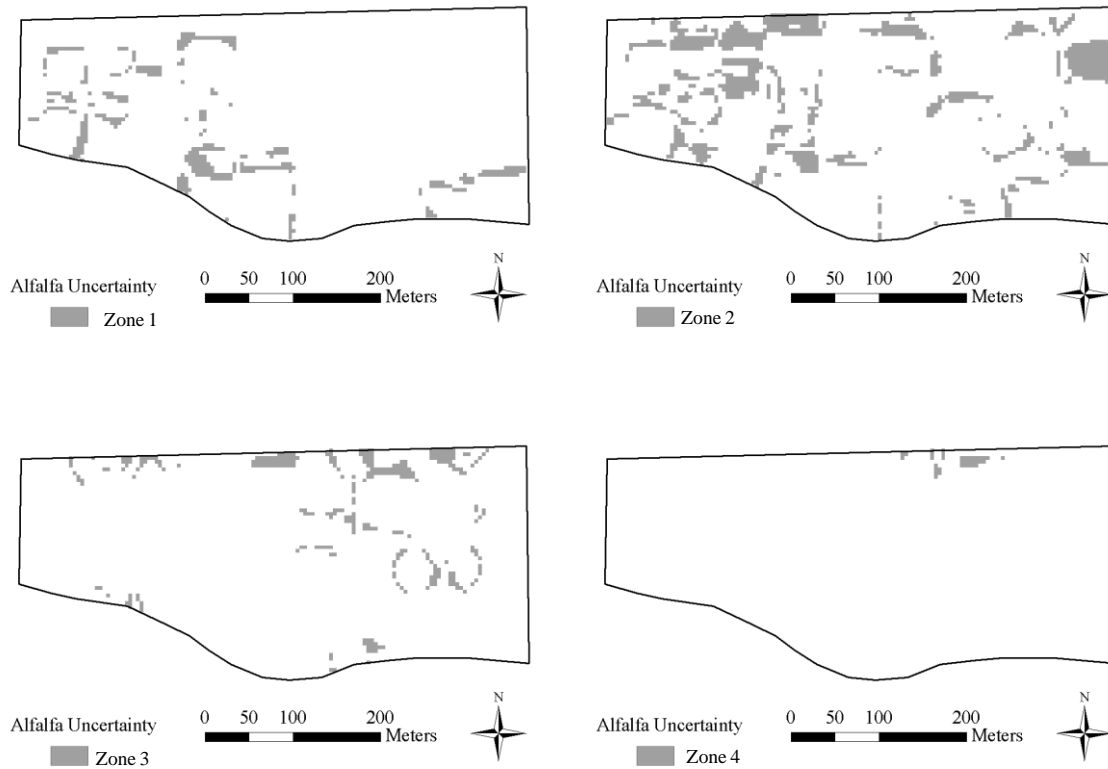 N
Alfalfa Uncertainty
0 50 100 200
Meters
Zone 1
N
Alfalfa Uncertainty
0 50 100 200
Meters
Zone 2
N
Alfalfa Uncertainty
0 50 100 200
Meters
Zone 3
N
Alfalfa Uncertainty
0 50 100 200
Meters
Zone 4